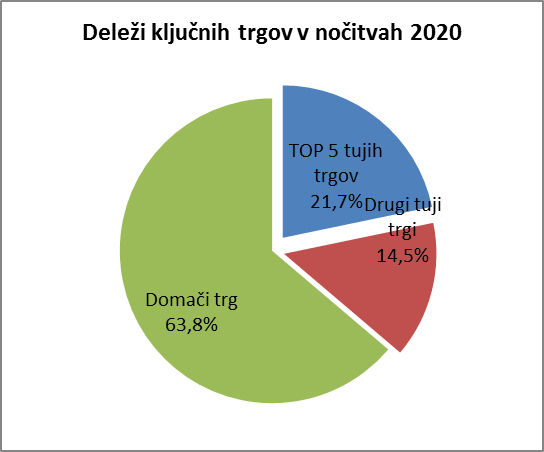 Deleži ključnih trgov v nočitvah 2020
TOP 5 tujih
trgov
21,7%
Drugi tuji
trgi
14,5%
Domači trg
63,8%